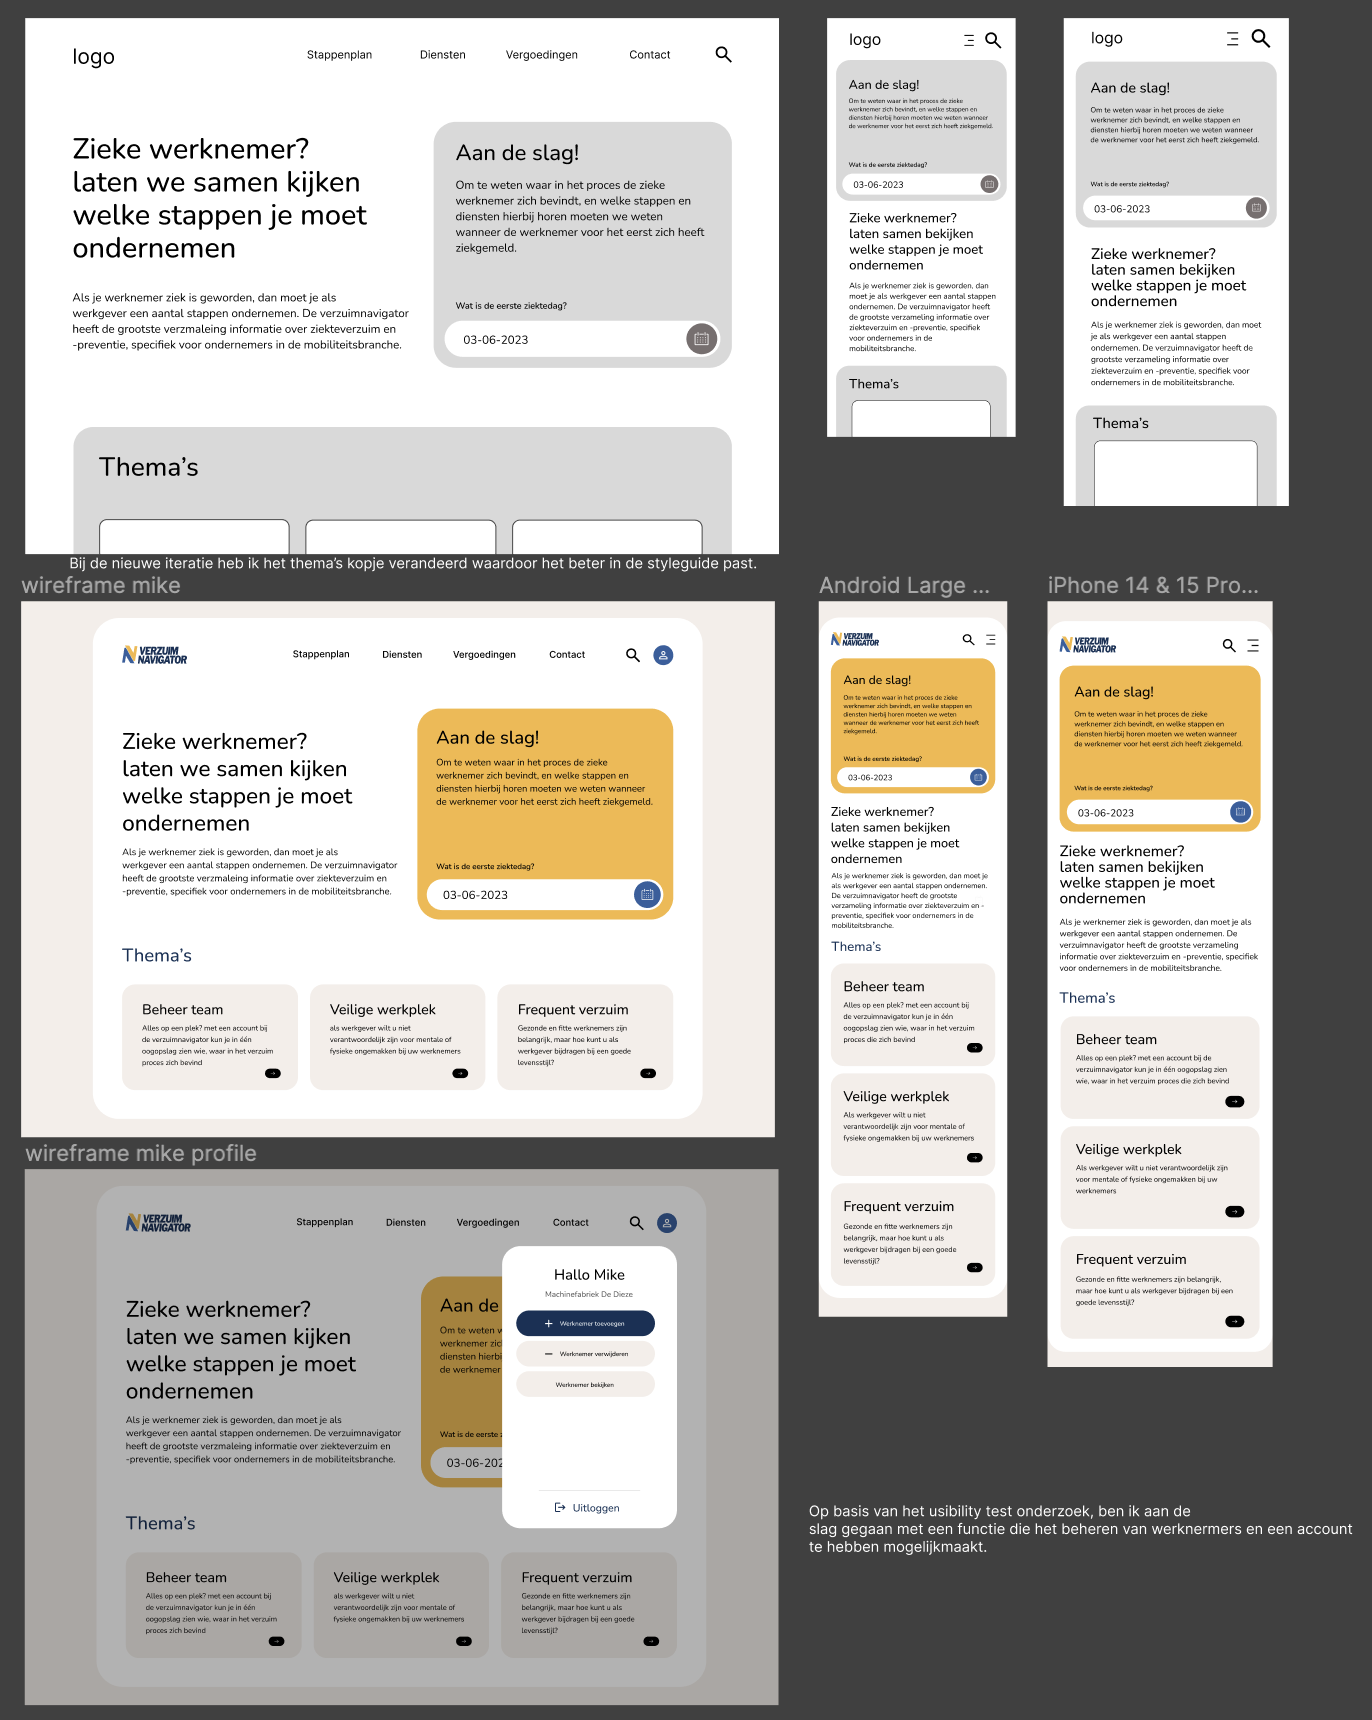 logo
Stappenplan
Diensten
Vergoedingen
Contact
Zieke werknemer?
laten we samen kijken
welke stappen je moet
ondernemen
Als je werknemer ziek is geworden, dan moet je als
werkgever een aantal stappen ondernemen. De verzuimnavigator
heeft de grootste verzmaleing informatie over ziekteverzuim en
-preventie, specifiek voor ondernemers in de mobiliteitsbranche.
Aan de slag!
Om te weten waar in het proces de zieke
werknemer zich bevindt, en welke stappen en
diensten hierbij horen moeten we weten
wanneer de werknemer voor het eerst zich heeft
ziekgemeld.
Wat is de eerste ziektedag?
03-06-2023
Thema's
logo
Aan de slag!
Om te weten waar in het proces de zieke
werknemer zich bevindt, en welke stappen en
diensten hierbij horen moeten we weten wanneer
de werknemer voor het eerst zich heeft ziekgemeld.
Wat is de eerste ziektedag?
03-06-2023
Zieke werknemer?
laten samen bekijken
welke stappen je moet
ondernemen
Als je werknemer ziek is geworden, dan
moet je als werkgever een aantal stappen
ondernemen. De verzuimnavigator heeft
de grootste verzameling informatie over
ziekteverzuim en -preventie, specifiek
voor ondernemers in de
mobiliteitsbranche.
Thema's
logo
Aan de slag!
Om te weten waar in het proces de zieke
werknemer zich bevindt, en welke stappen en
diensten hierbij horen moeten we weten wanneer
de werknemer voor het eerst zich heeft ziekgemeld.
Wat is de eerste ziektedag?
03-06-2023
Zieke werknemer?
laten samen bekijken
welke stappen je moet
ondernemen
Als je werknemer ziek is geworden, dan moet
je als werkgever een aantal stappen
ondernemen. De verzuimnavigator heeft de
grootste verzameling informatie over
ziekteverzuim en -preventie, specifiek voor
ondernemers in de mobiliteitsbranche.
Thema's
Bij de nieuwe iteratie heb ik het thema's kopje verandeerd waardoor het beter in de styleguide past.
wireframe mike
VERZUIM
NAVIGATOR
Stappenplan
Diensten
Vergoedingen
Contact
Zieke werknemer?
laten we samen kijken
welke stappen je moet
ondernemen
Als je werknemer ziek is geworden, dan moet je als
werkgever een aantal stappen ondernemen. De verzuimnavigator
heeft de grootste verzmaleing informatie over ziekteverzuim en
-preventie, specifiek voor ondernemers in de mobiliteitsbranche.
Aan de slag!
Om te weten waar in het proces de zieke
werknemer zich bevindt, en welke stappen en
diensten hierbij horen moeten we weten wanneer
de werknemer voor het eerst zich heeft ziekgemeld.
Wat is de eerste ziektedag?
03-06-2023
Thema's
Beheer team
Alles op een plek? met een account bij
de verzuimnavigator kun je in één
oogopslag zien wie, waar in het verzuim
proces zich bevind
Veilige werkplek
als werkgever wilt u niet
verantwoordelijk zijn voor mentale of
fysieke ongemakken bij uw werknemers
Frequent verzuim
Gezonde en fitte werknemers zijn
belangrijk, maar hoe kunt u als
werkgever bijdragen bij een goede
levensstijl?
Android Large ...
VERZUIM
NAVIGATOR
Aan de slag!
Om te weten waar in het proces de zieke
werknemer zich bevindt, en welke stappen en
diensten hierbij horen moeten we weten
wanneer de werknemer voor het eerst zich heeft
ziekgemeld.
Wat is de eerste ziektedag?
03-06-2023
Zieke werknemer?
laten samen bekijken
welke stappen je moet
ondernemen
Als je werknemer ziek is geworden, dan moet je
als werkgever een aantal stappen ondernemen.
De verzuimnavigator heeft de grootste
verzameling informatie over ziekteverzuim en -
preventie, specifiek voor ondernemers in de
mobiliteitsbranche.
Thema's
Beheer team
Alles op een plek? met een account bij
de verzuimnavigator kun je in één
oogopslag zien wie, waar in het verzuim
proces die zich bevind
Veilige werkplek
Als werkgever wilt u niet
verantwoordelijk zijn voor mentale of
fysieke ongemakken bij uw werknemers
Frequent verzuim
Gezonde en fitte werknemers zijn
belangrijk, maar hoe kunt u als
werkgever bijdragen bij een goede
levensstijl?
iPhone 14 & 15 Pro...
VERZUIM
NAVIGATOR
Aan de slag!
Om te weten waar in het proces de zieke
werknemer zich bevindt, en welke stappen en
diensten hierbij horen moeten we weten wanneer
de werknemer voor het eerst zich heeft ziekgemeld.
Wat is de eerste ziektedag?
03-06-2023
Zieke werknemer?
laten samen bekijken
welke stappen je moet
ondernemen
Als je werknemer ziek is geworden, dan moet je als
werkgever een aantal stappen ondernemen. De
verzuimnavigator heeft de grootste verzameling
informatie over ziekteverzuim en -preventie, specifiek
voor ondernemers in de mobiliteitsbranche.
Thema's
Beheer team
Alles op een plek? met een account bij de
verzuimnavigator kun je in één oogopslag zien
wie, waar in het verzuim proces die zich bevind
Veilige werkplek
Als werkgever wilt u niet verantwoordelijk zijn
voor mentale of fysieke ongemakken bij uw
werknemers
Frequent verzuim
Gezonde en fitte werknemers zijn belangrijk,
maar hoe kunt u als werkgever bijdragen bij een
goede levensstijl?
wireframe mike profile
VERZUIM
NAVIGATOR
Stappenplan
Diensten
Vergoedingen
Contact
Zieke werknemer?
laten we samen kijken
welke stappen je moet
ondernemen
Als je werknemer ziek is geworden, dan moet je als
werkgever een aantal stappen ondernemen. De verzuimnavigator
heeft de grootste verzmaleing informatie over ziekteverzuim en
-preventie, specifiek voor ondernemers in de mobiliteitsbranche.
Aan de
Om te weten w
werknemer zic
diensten hierbi
de werknemer
Wat is de eerste z
03-06-202
Hallo Mike
Machinefabriek De Dieze
Werknemer toevoegen
Werknemer verwijderen
Werknemer bekijken
Uitloggen
Thema's
Beheer team
Alles op een plek? met een account bij
de verzuimnavigator kun je in één
oogopslag zien wie, waar in het verzuim
proces zich bevind
Veilige werkplek
als werkgever wilt u niet
verantwoordelijk zijn voor mentale of
fysieke ongemakken bij uw werknemers
Frequent verzuim
Gezonde en fitte werknemers zijn
belangrijk, maar hoe kunt u als
werkgever bijdragen bij een goede
levensstijl?
Op basis van het usibility test onderzoek, ben ik aan de
slag gegaan met een functie die het beheren van werknermers en een account
te hebben mogelijkmaakt.